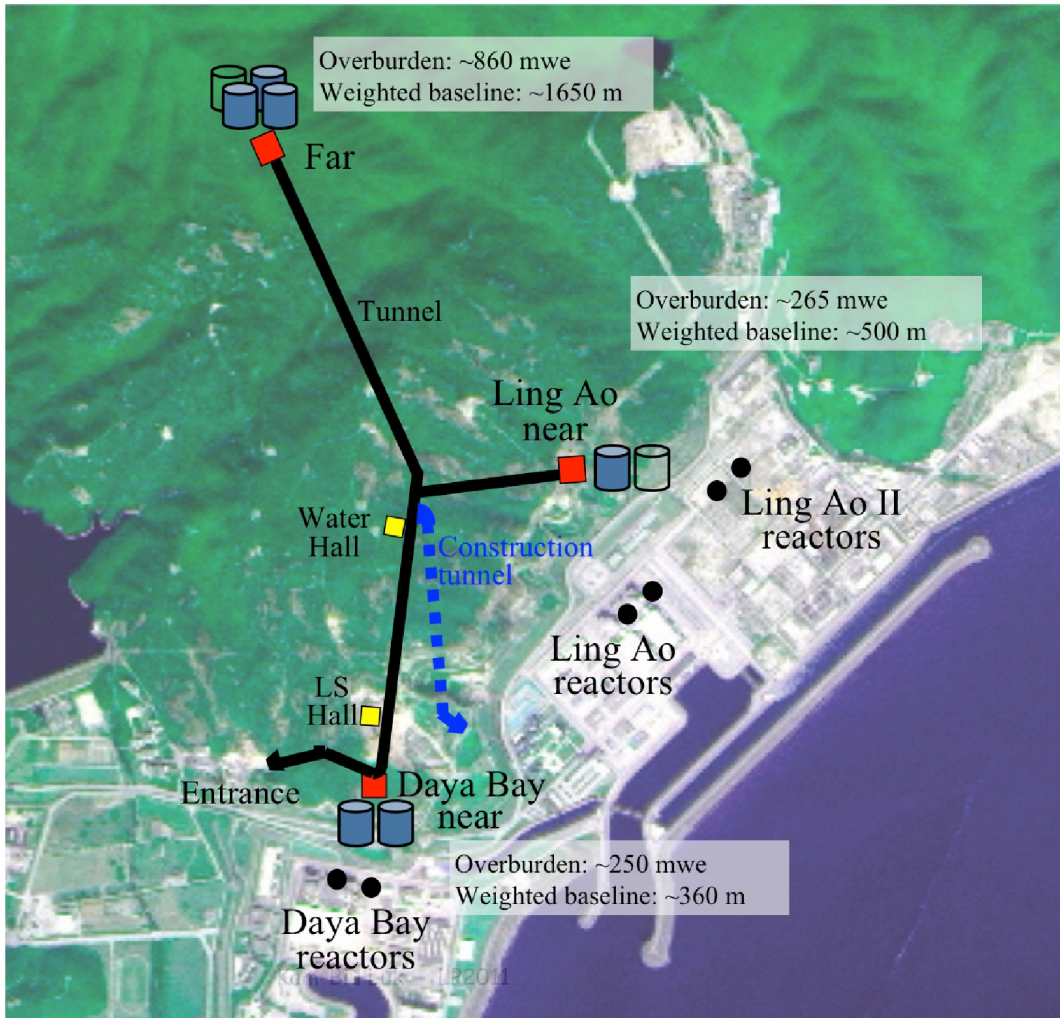 Overburden: ~860 mwe
Weighted baseline: ~1650 m
Far
Tunnel
Overburden: ~265 mwe
Weighted baseline: ~500 m
Ling Ao
near
Ling Ao II
reactors
Water
Hall
Construction
tunnel
Ling Ao
reactors
LS
Hall
Entrance
Daya Bay
near
Overburden: ~250 mwe
Weighted baseline: ~360 m
Daya Bay
reactors
LB2011